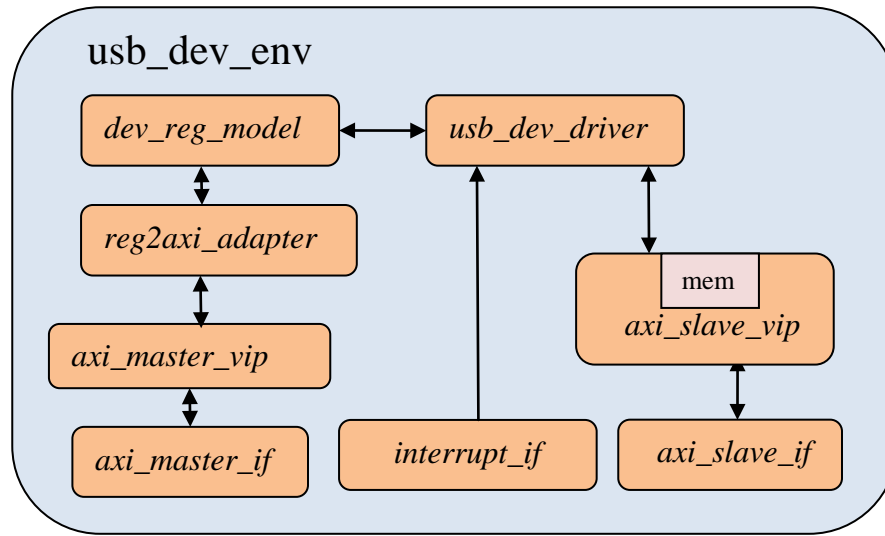 usb_dev_env
dev_reg_model
usb_dev_driver
reg2axi_adapter
mem
axi_slave_vip
axi_master_vip
axi_master_if
interrupt_if
axi_slave_if